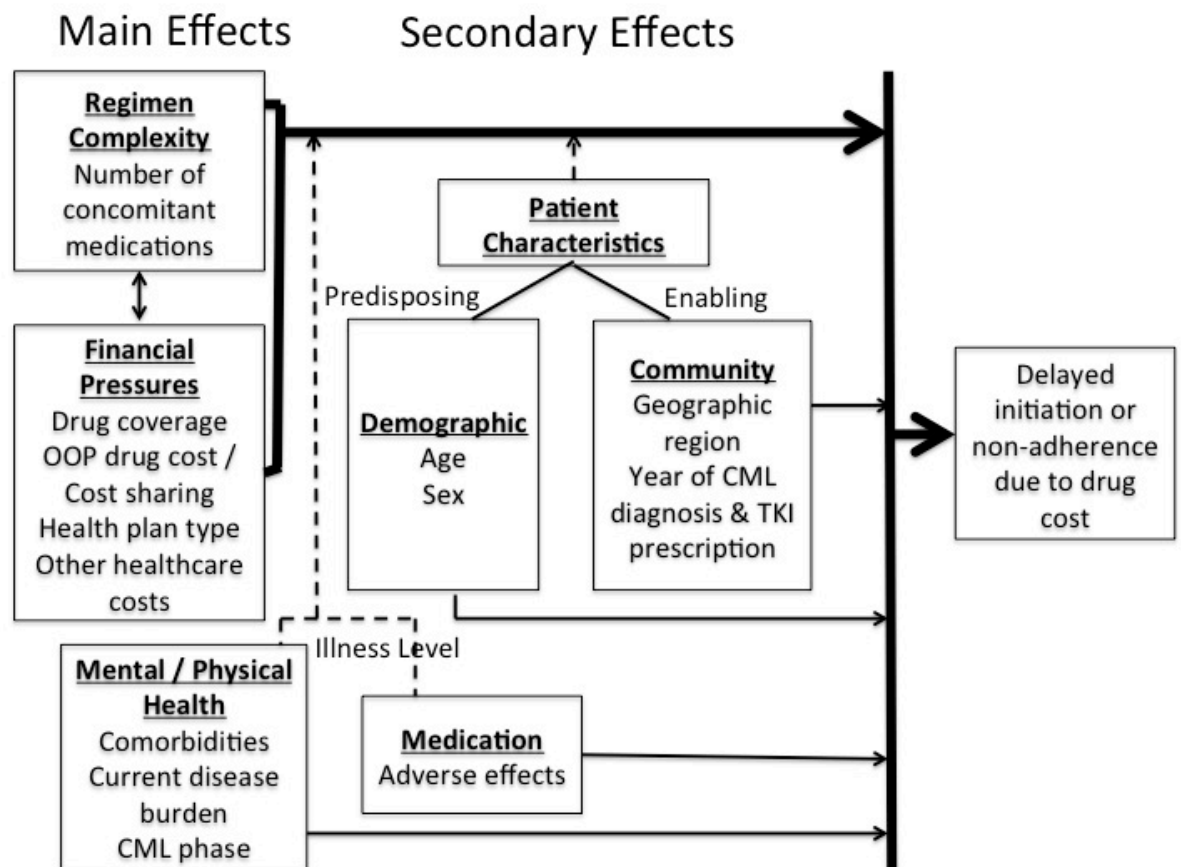 Main Effects
Secondary Effects
Regimen
Complexity
Number of
concomitant
medications
Patient
Characteristics
Predisposing
Enabling
Financial
Pressures
Drug coverage
OOP drug cost /
Cost sharing
Health plan type
Other healthcare
costs
Demographic
Age
Sex
Community
Geographic
region
Year of CML
diagnosis & TKI
prescription
Delayed
initiation or
non-adherence
due to drug
cost
Illness Level
Mental / Physical
Health
Comorbidities
Current disease
burden
CML phase
Medication
Adverse effects